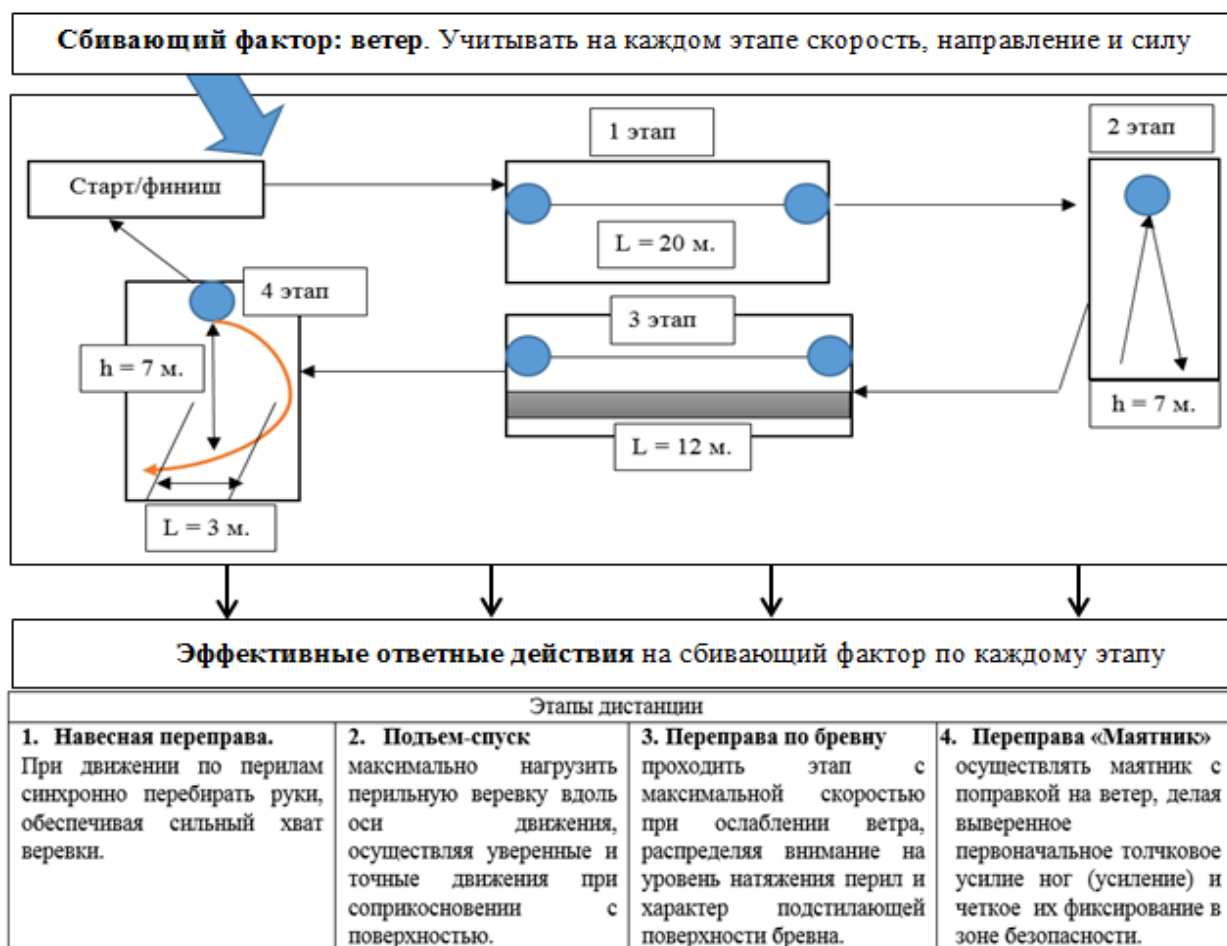 Сбивающий фактор: ветер. Учитывать на каждом этапе скорость, направление и силу
1 этап
2 этап
Старт/финиш
L = 20 м.
4 этап
3 этап
h = 7 м.
h = 7 м.
L = 12 м.
L = 3 м.
Эффективные ответные действия на сбивающий фактор по каждому этапу
Этапы дистанции
1. Навесная переправа.
При движении по перилам
синхронно перебирать руки,
обеспечивая сильный хват
веревки.
2. Подъем-спуск
максимально нагрузить
перильную веревку вдоль
оси движения,
осуществляя уверенные и
точные движения при
соприкосновении с
поверхностью.
3. Переправа по бревну
проходить этап с
максимальной скоростью
при ослаблении ветра,
распределяя внимание на
уровень натяжения перил и
характер подстилающей
поверхности бревна.
4. Переправа «Маятник»
осуществлять маятник с
поправкой на ветер, делая
выверенное
первоначальное толчковое
усилие ног (усиление) и
четкое их фиксирование в
зоне безопасности.